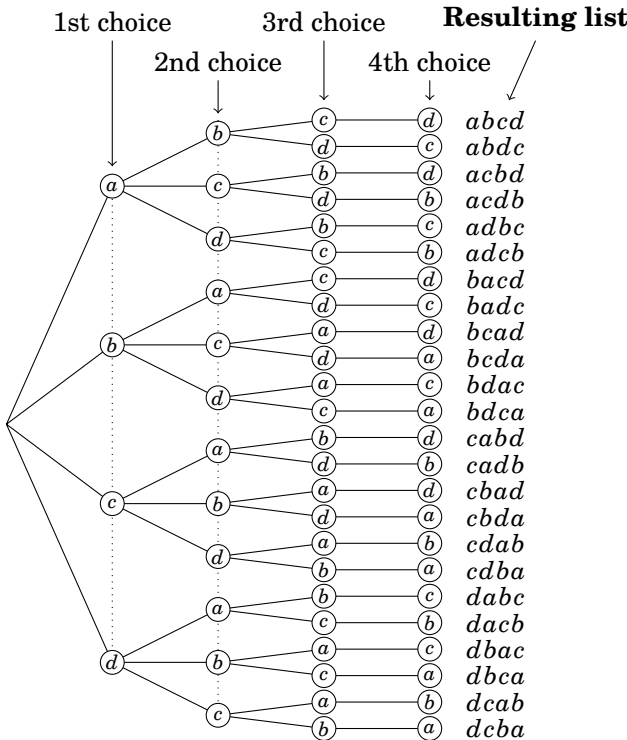 1st choice 3rd choice Resulting list
2nd choice 4th choice
c d abcd
b
d c abdc
b d acbd
a c
d b acdb
b c adbc
d
c b adcb
c d bacd
a
d c badc
a d bcad
b c
d a bcda
a c bdac
d
c a bdca
b d cabd
a
d b cadb
a d cbad
c b
d a cbda
a b cdab
d
b a cdba
b c dabc
a
c b dacb
a c dbac
d b
c a dbca
a b dcab
c
b a dcba